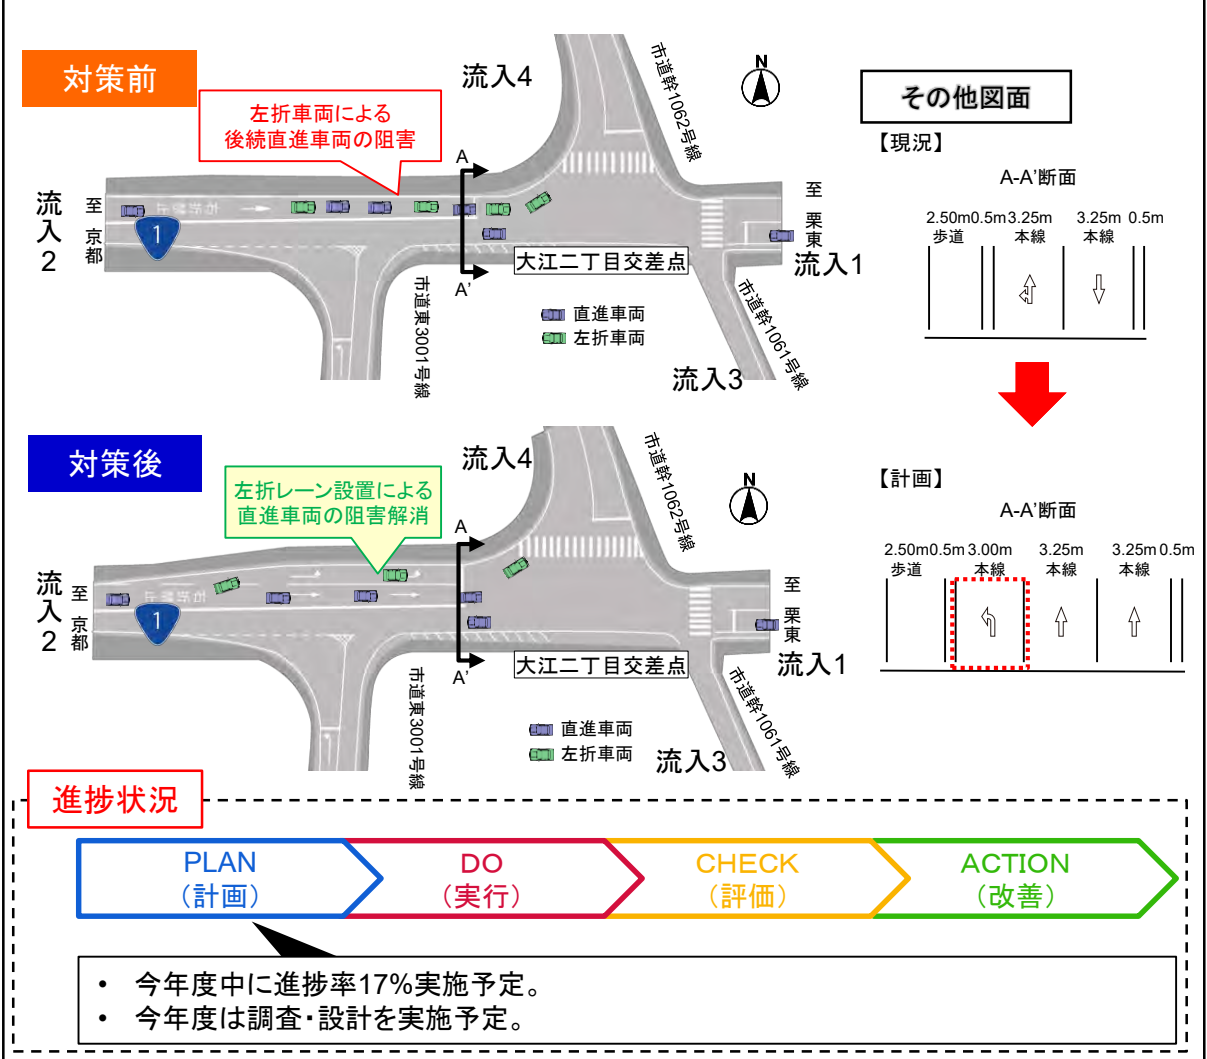 対策前
左折車両による
後続直進車両の阻害
流入4
市道幹1062号線
N
A
流入2
至 京都
1
至 栗東
流入1
大江二丁目交差点
A'
市道東3001号線
直進車両
左折車両
市道幹1061号線
流入3
その他図面
【現況】
A-A'断面
2.50m 0.5m 3.25m 3.25m 0.5m
歩道 本線 本線
対策後
左折レーン設置による
直進車両の阻害解消
流入4
市道幹1062号線
N
A
流入2
至 京都
1
至 栗東
流入1
大江二丁目交差点
A'
市道東3001号線
直進車両
左折車両
市道幹1061号線
流入3
【計画】
A-A'断面
2.50m 0.5m 3.00m 3.25m 3.25m 0.5m
歩道 本線 本線 本線
進捗状況
PLAN
（計画）
DO
（実行）
CHECK
（評価）
ACTION
（改善）
• 今年度中に進捗率17%実施予定。
• 今年度は調査・設計を実施予定。